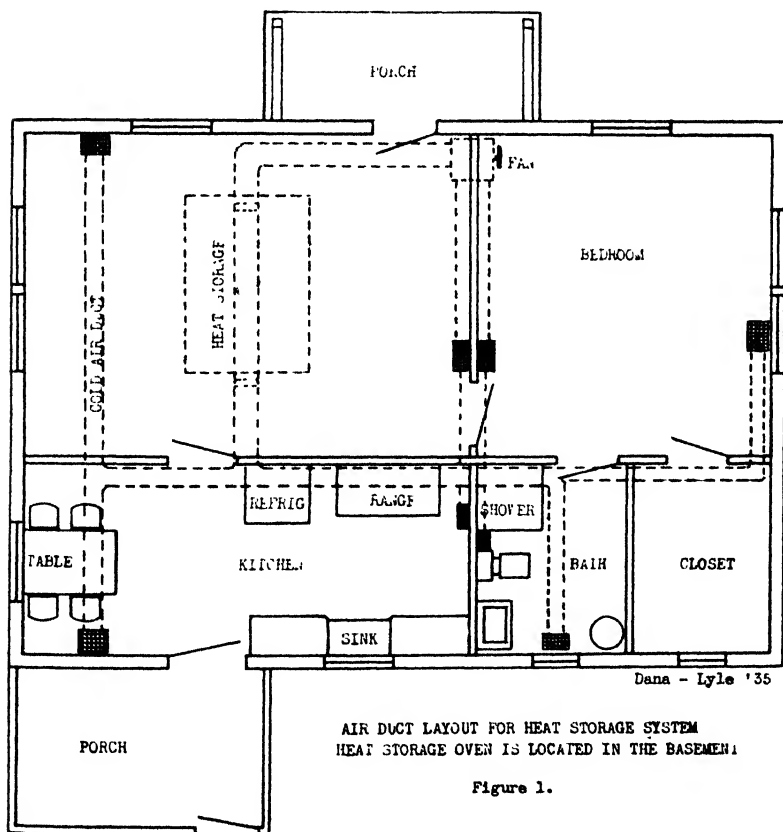 PORCH
FAN
BEDROOM
HEAT STORAGE
COLD AIR DUCT
REFRIG
RANGE
SHOWER
TABLE
KITCHEN
BATH
CLOSET
SINK
Dana - Lyle '35
PORCH
AIR DUCT LAYOUT FOR HEAT STORAGE SYSTEM
HEAT STORAGE OVEN IS LOCATED IN THE BASEMENT
Figure 1.